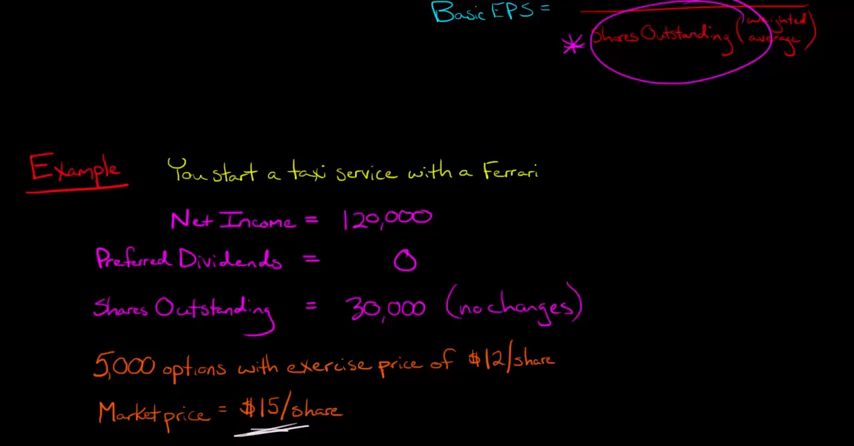 Basic EPS =
* Shares Outstanding (weighted average)
Example You start a taxi service with a Ferrari
Net Income = 120,000
Preferred Dividends = 0
Shares Outstanding = 30,000 (no changes)
5,000 options with exercise price of $12/share
Market price = $15/share